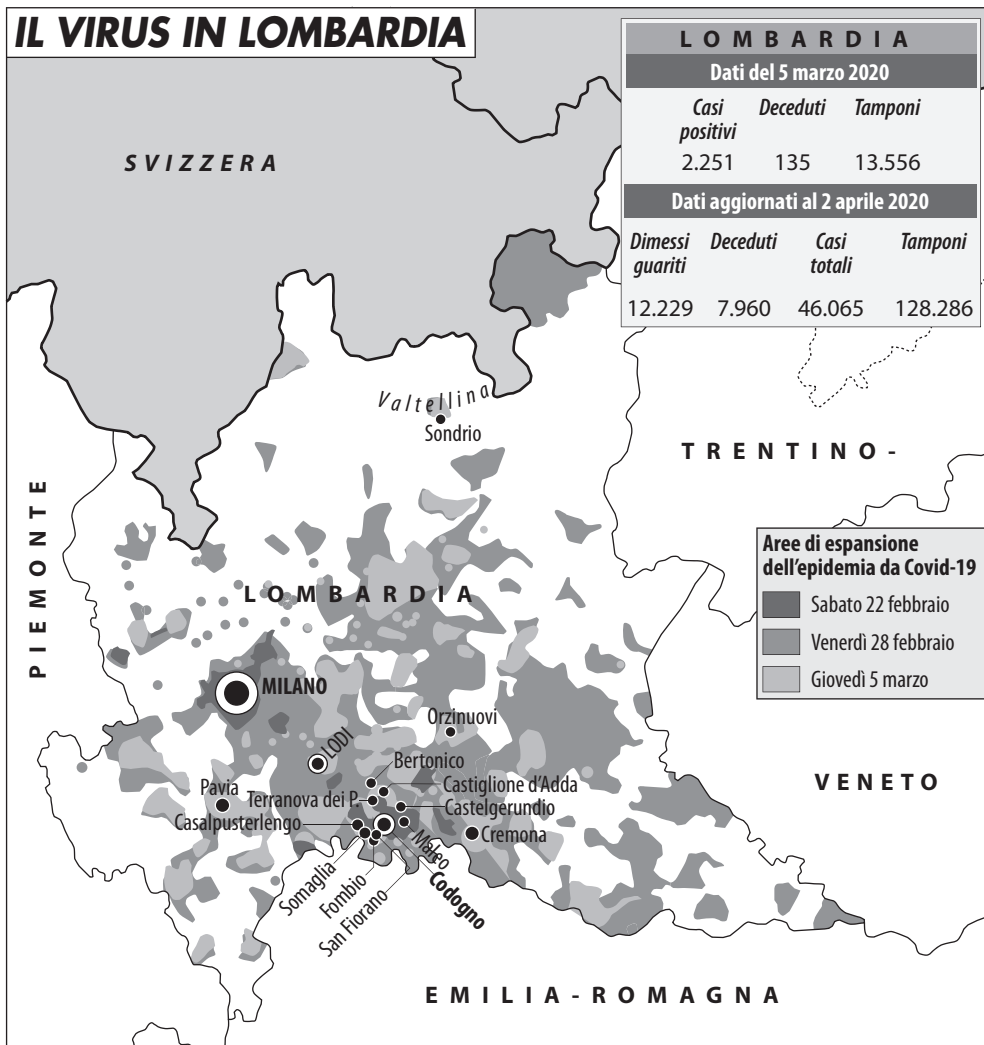 IL VIRUS IN LOMBARDIA
LOMBARDIA
Dati del 5 marzo 2020
Casi positivi Deceduti Tamponi
2.251 135 13.556
Dati aggiornati al 2 aprile 2020
Dimessi guariti Deceduti Casi totali Tamponi
12.229 7.960 46.065 128.286
SVIZZERA
Valtellina
Sondrio
TRENTINO-
PIEMONTE
Aree di espansione
dell'epidemia da Covid-19
Sabato 22 febbraio
Venerdì 28 febbraio
Giovedì 5 marzo
LOMBARDIA
MILANO
Orzinuovi
LODI
Bertonico
VENETO
Pavia
Castiglione d'Adda
Terranova dei P.
Castelgerundio
Casalpusterlengo
Cremona
Maleo
Somaglia
Fombio
San Fiorano
Codogno
EMILIA-ROMAGNA